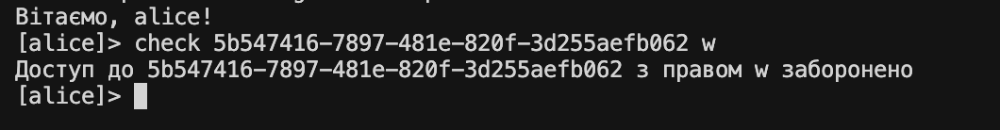 Вітаємо, alice!
[alice]> check 5b547416-7897-481e-820f-3d255aefb062 w
Доступ до 5b547416-7897-481e-820f-3d255aefb062 з правом w заборонено
[alice]>